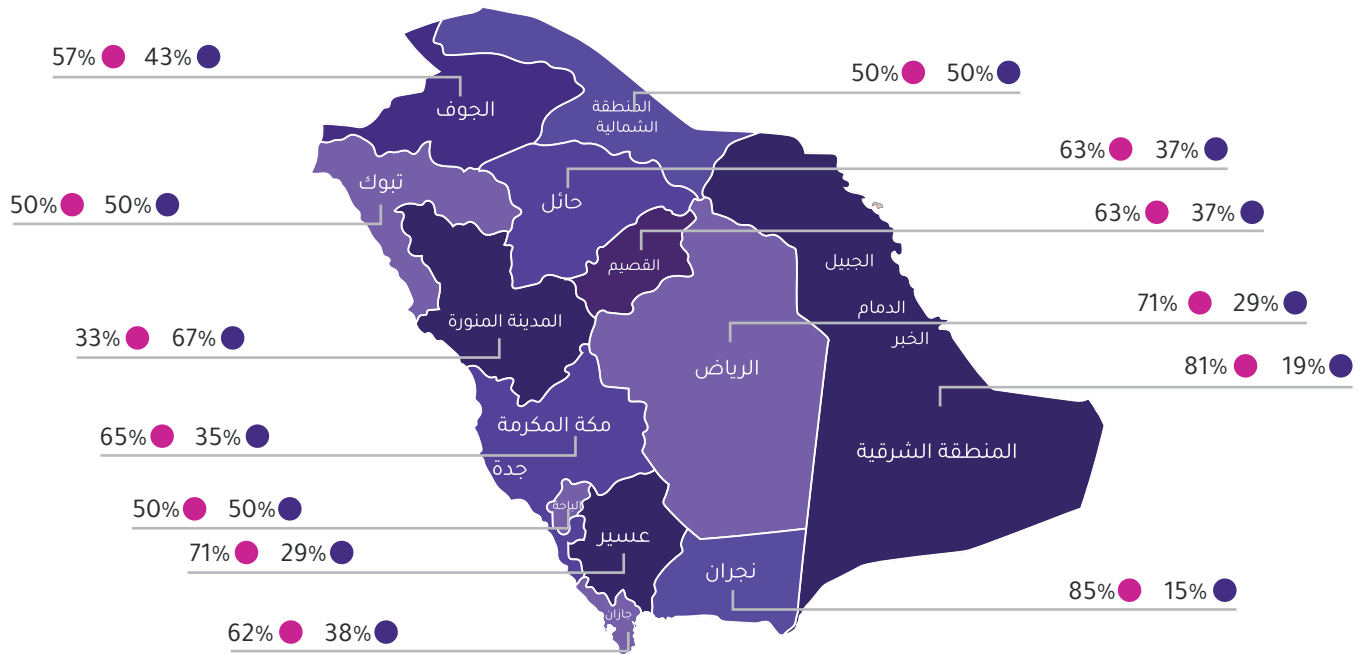 57% 43%
الجوف
50% 50%
المنطقة
الشمالية
63% 37%
حائل
50% 50%
تبوك
63% 37%
القصيم
الجبيل
71% 29%
الدمام
الخبر
33% 67%
المدينة المنورة
الرياض
81% 19%
المنطقة الشرقية
65% 35%
مكة المكرمة
جدة
50% 50%
الباحة
71% 29%
عسير
نجران
85% 15%
62% 38%
جازان